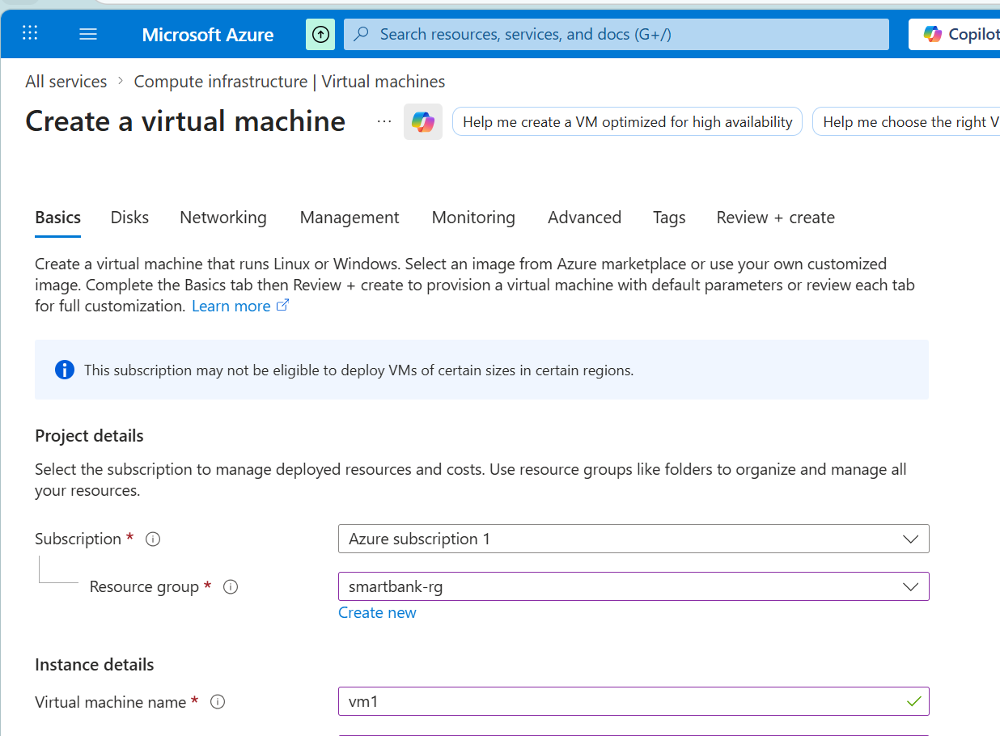 Microsoft Azure
Search resources, services, and docs (G+/)
Copilot
All services > Compute infrastructure | Virtual machines
Create a virtual machine
...
Help me create a VM optimized for high availability
Help me choose the right V
Basics Disks Networking Management Monitoring Advanced Tags Review + create
Create a virtual machine that runs Linux or Windows. Select an image from Azure marketplace or use your own customized
image. Complete the Basics tab then Review + create to provision a virtual machine with default parameters or review each tab
for full customization. Learn more
This subscription may not be eligible to deploy VMs of certain sizes in certain regions.
Project details
Select the subscription to manage deployed resources and costs. Use resource groups like folders to organize and manage all
your resources.
Subscription * Azure subscription 1
Resource group * smartbank-rg
Create new
Instance details
Virtual machine name * vm1